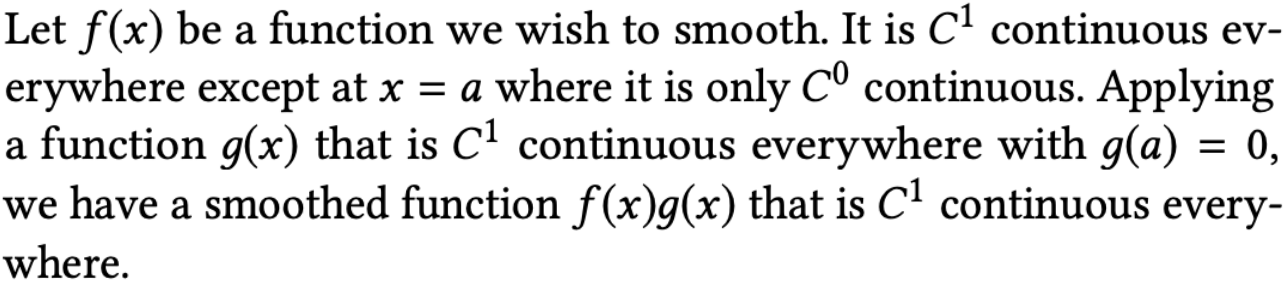 Let f(x) be a function we wish to smooth. It is C¹ continuous ev-
erywhere except at x = a where it is only C⁰ continuous. Applying
a function g(x) that is C¹ continuous everywhere with g(a) = 0,
we have a smoothed function f(x)g(x) that is C¹ continuous every-
where.